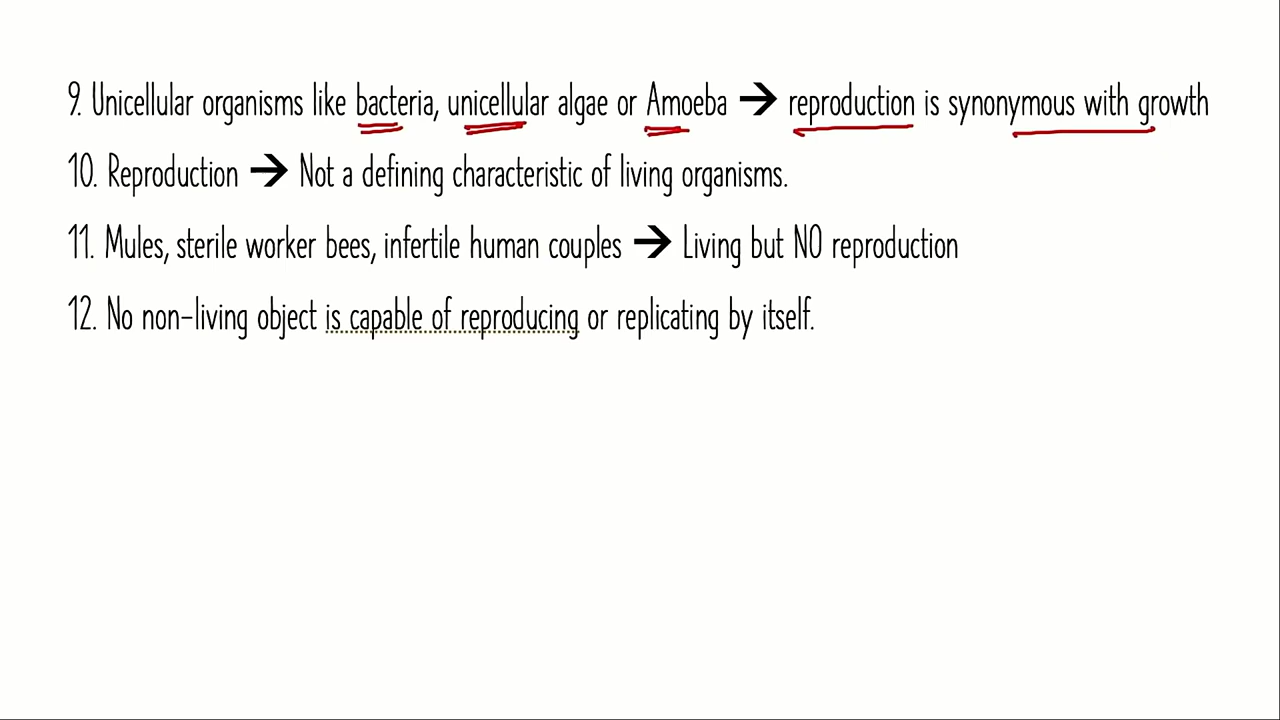 9. Unicellular organisms like bacteria, unicellular algae or Amoeba → reproduction is synonymous with growth
10. Reproduction → Not a defining characteristic of living organisms.
11. Mules, sterile worker bees, infertile human couples → Living but NO reproduction
12. No non-living object is capable of reproducing or replicating by itself.